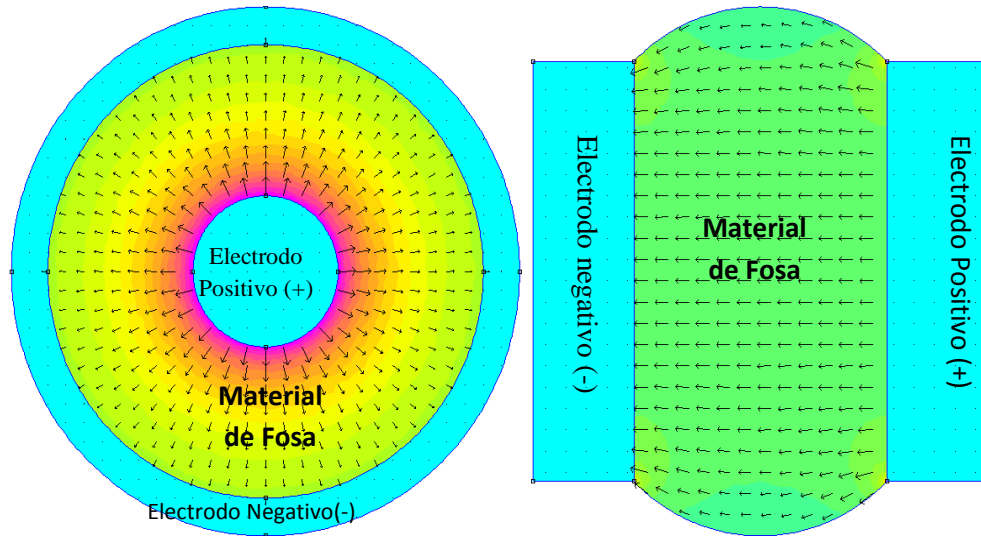 Electrodo
Positivo (+)
Material
de Fosa
Electrodo Negativo(-)
Electrodo negativo (-)
Material
de Fosa
Electrodo Positivo (+)